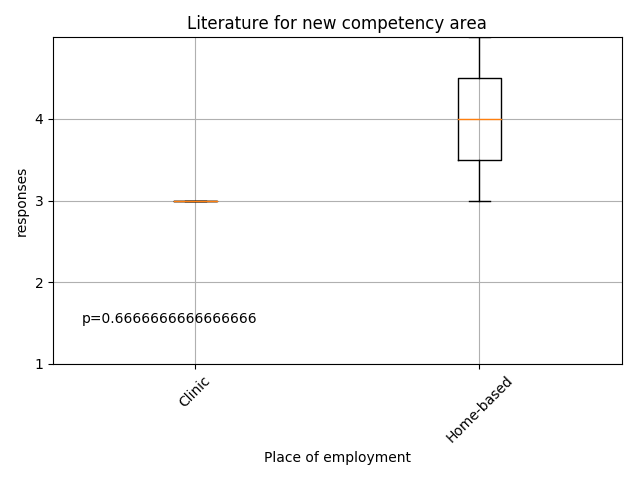 Literature for new competency area
responses
4
3
2
1
p=0.6666666666666666
Clinic
Home-based
Place of employment